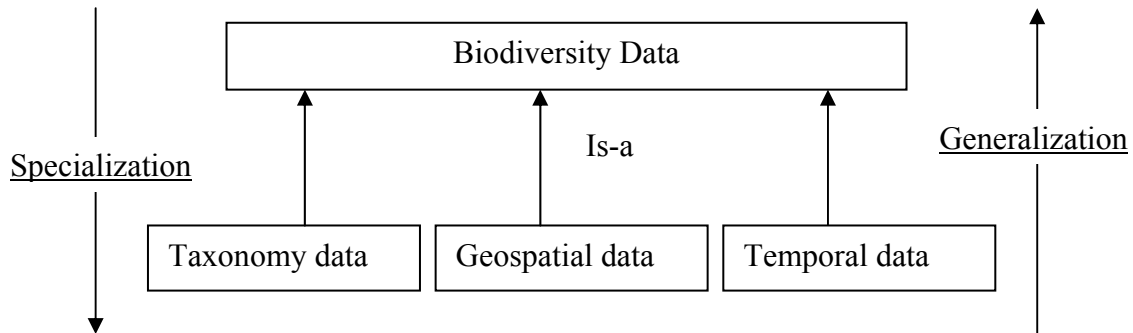 Biodiversity Data
Is-a
Specialization
Generalization
Taxonomy data
Geospatial data
Temporal data